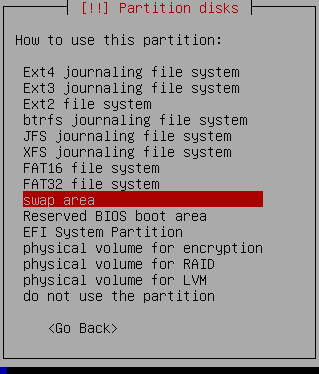 [!!] Partition disks
How to use this partition:
Ext4 journaling file system
Ext3 journaling file system
Ext2 file system
btrfs journaling file system
JFS journaling file system
XFS journaling file system
FAT16 file system
FAT32 file system
swap area
Reserved BIOS boot area
EFI System Partition
physical volume for encryption
physical volume for RAID
physical volume for LVM
do not use the partition
<Go Back>